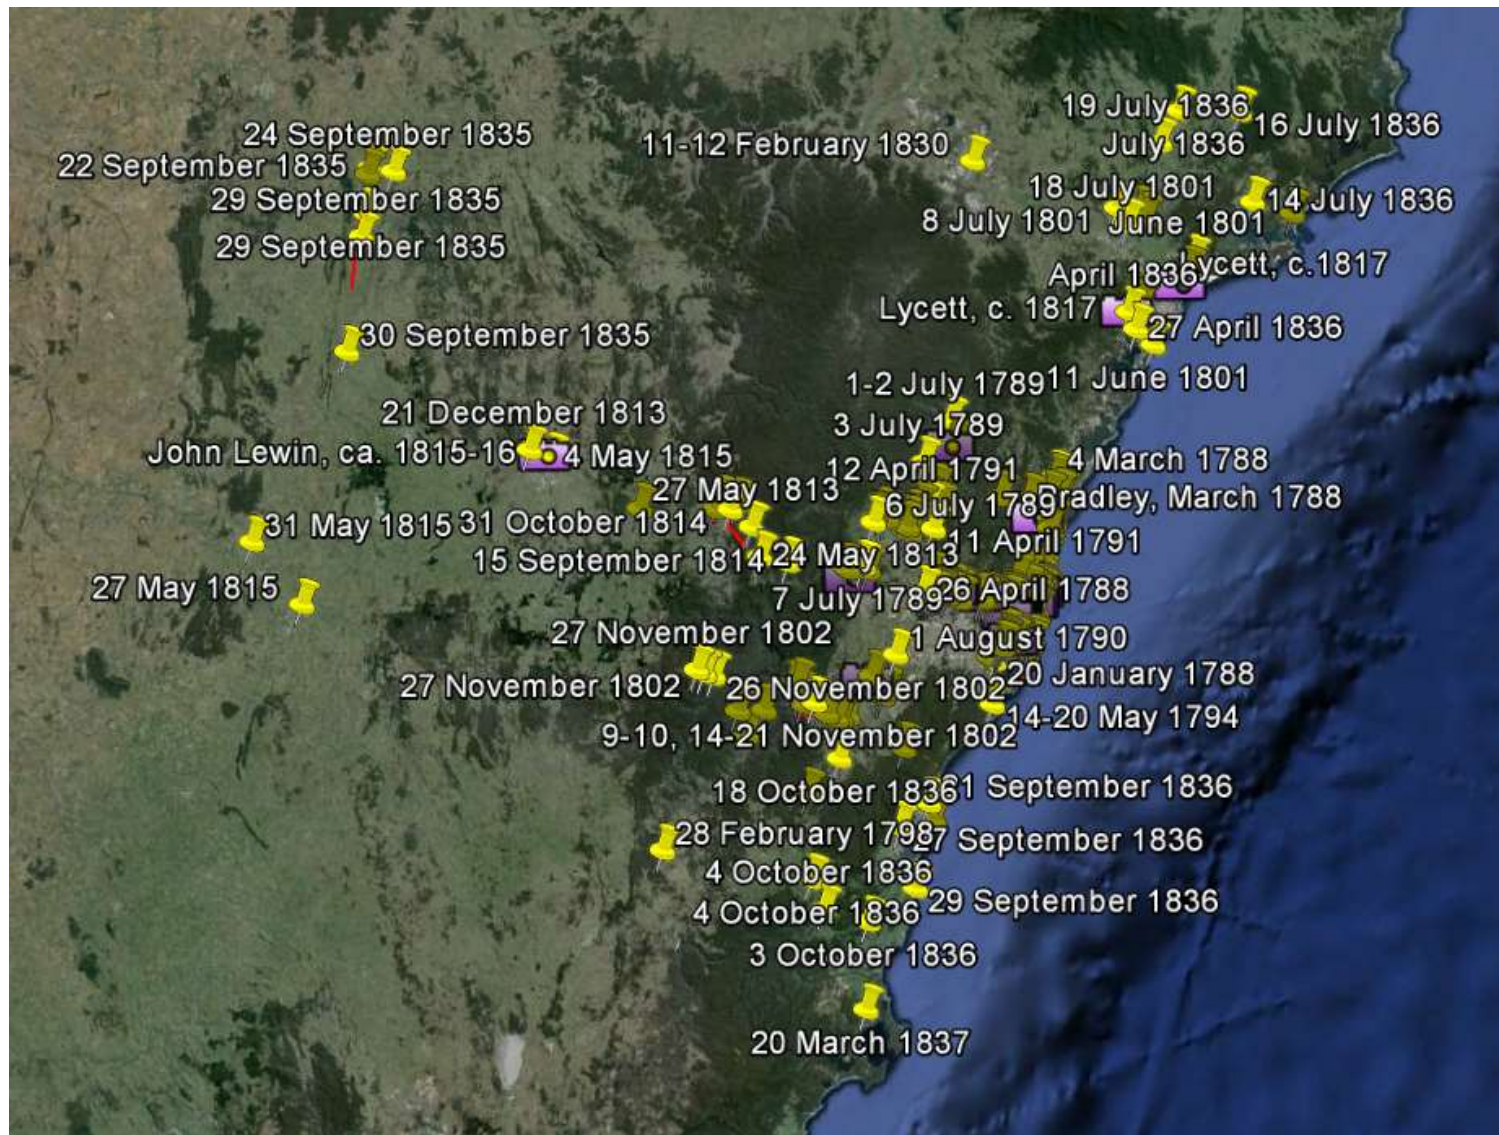 19 July 1836
16 July 1836
24 September 1835
11-12 February 1830
July 1836
22 September 1835
18 July 1801
29 September 1835
14 July 1836
8 July 1801
June 1801
29 September 1835
April 1836
Lycett, c.1817
Lycett, c. 1817
30 September 1835
27 April 1836
1-2 July 1789
11 June 1801
21 December 1813
3 July 1789
John Lewin, ca. 1815-16
4 May 1815
12 April 1791
4 March 1788
27 May 1813
6 July 1789
Bradley, March 1788
31 May 1815
31 October 1814
11 April 1791
15 September 1814
24 May 1813
27 May 1815
7 July 1789
26 April 1788
27 November 1802
1 August 1790
20 January 1788
27 November 1802
26 November 1802
14-20 May 1794
9-10, 14-21 November 1802
18 October 1836
1 September 1836
28 February 1798
27 September 1836
4 October 1836
4 October 1836
29 September 1836
3 October 1836
20 March 1837